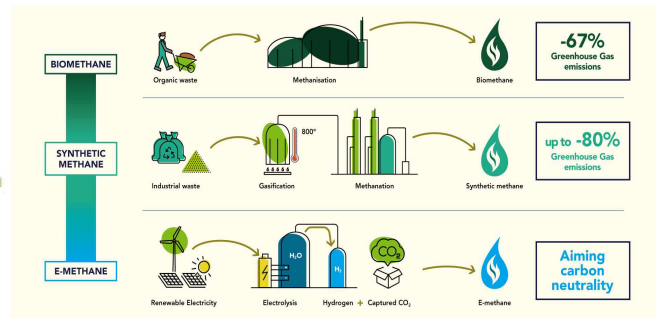 BIOMETHANE
Organic waste
Methanisation
Biomethane
-67%
Greenhouse Gas
emissions
SYNTHETIC
METHANE
800°
Industrial waste
Gasification
Methanation
Synthetic methane
up to -80%
Greenhouse Gas
emissions
E-METHANE
H₂O
H₂
CO₂
Renewable Electricity
Electrolysis
Hydrogen + Captured CO₂
E-methane
Aiming
carbon
neutrality